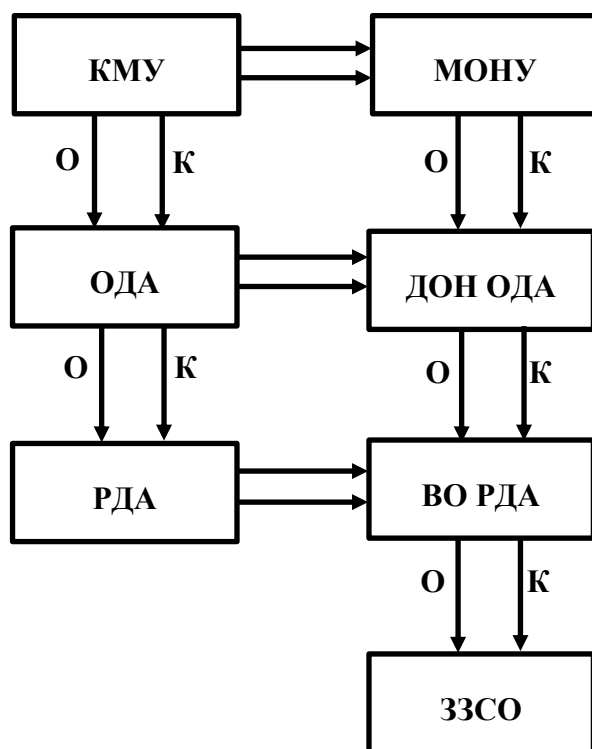 КМУ МОНУ
О К О К
ОДА ДОН ОДА
О К О К
РДА ВО РДА
О К
ЗЗСО